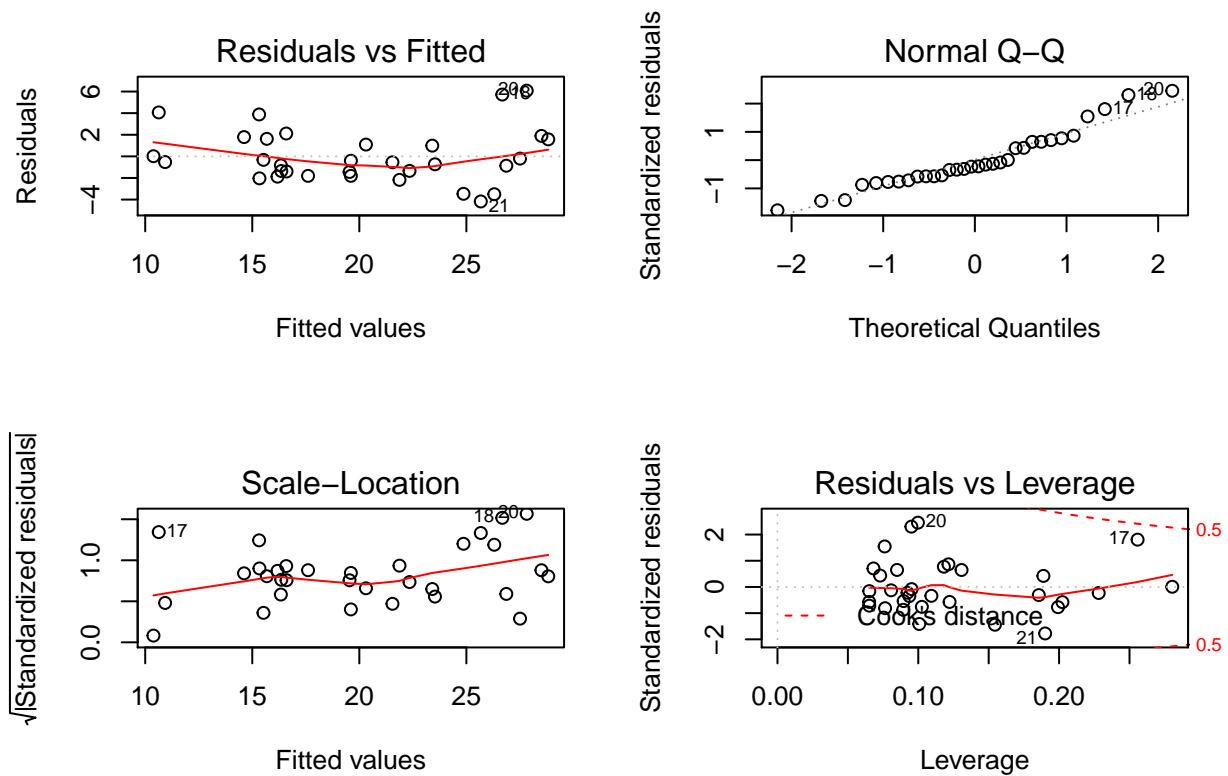 Residuals vs Fitted
Residuals
6
2
−4
20
18
21
10 15 20 25
Fitted values
Normal Q−Q
Standardized residuals
1
−1
20
18
17
−2 −1 0 1 2
Theoretical Quantiles
Scale−Location
√|Standardized residuals|
1.0
0.0
17
18
20
10 15 20 25
Fitted values
Residuals vs Leverage
Standardized residuals
2
0
−2
20
17
0.5
Cook's distance
21
0.5
0.00 0.10 0.20
Leverage